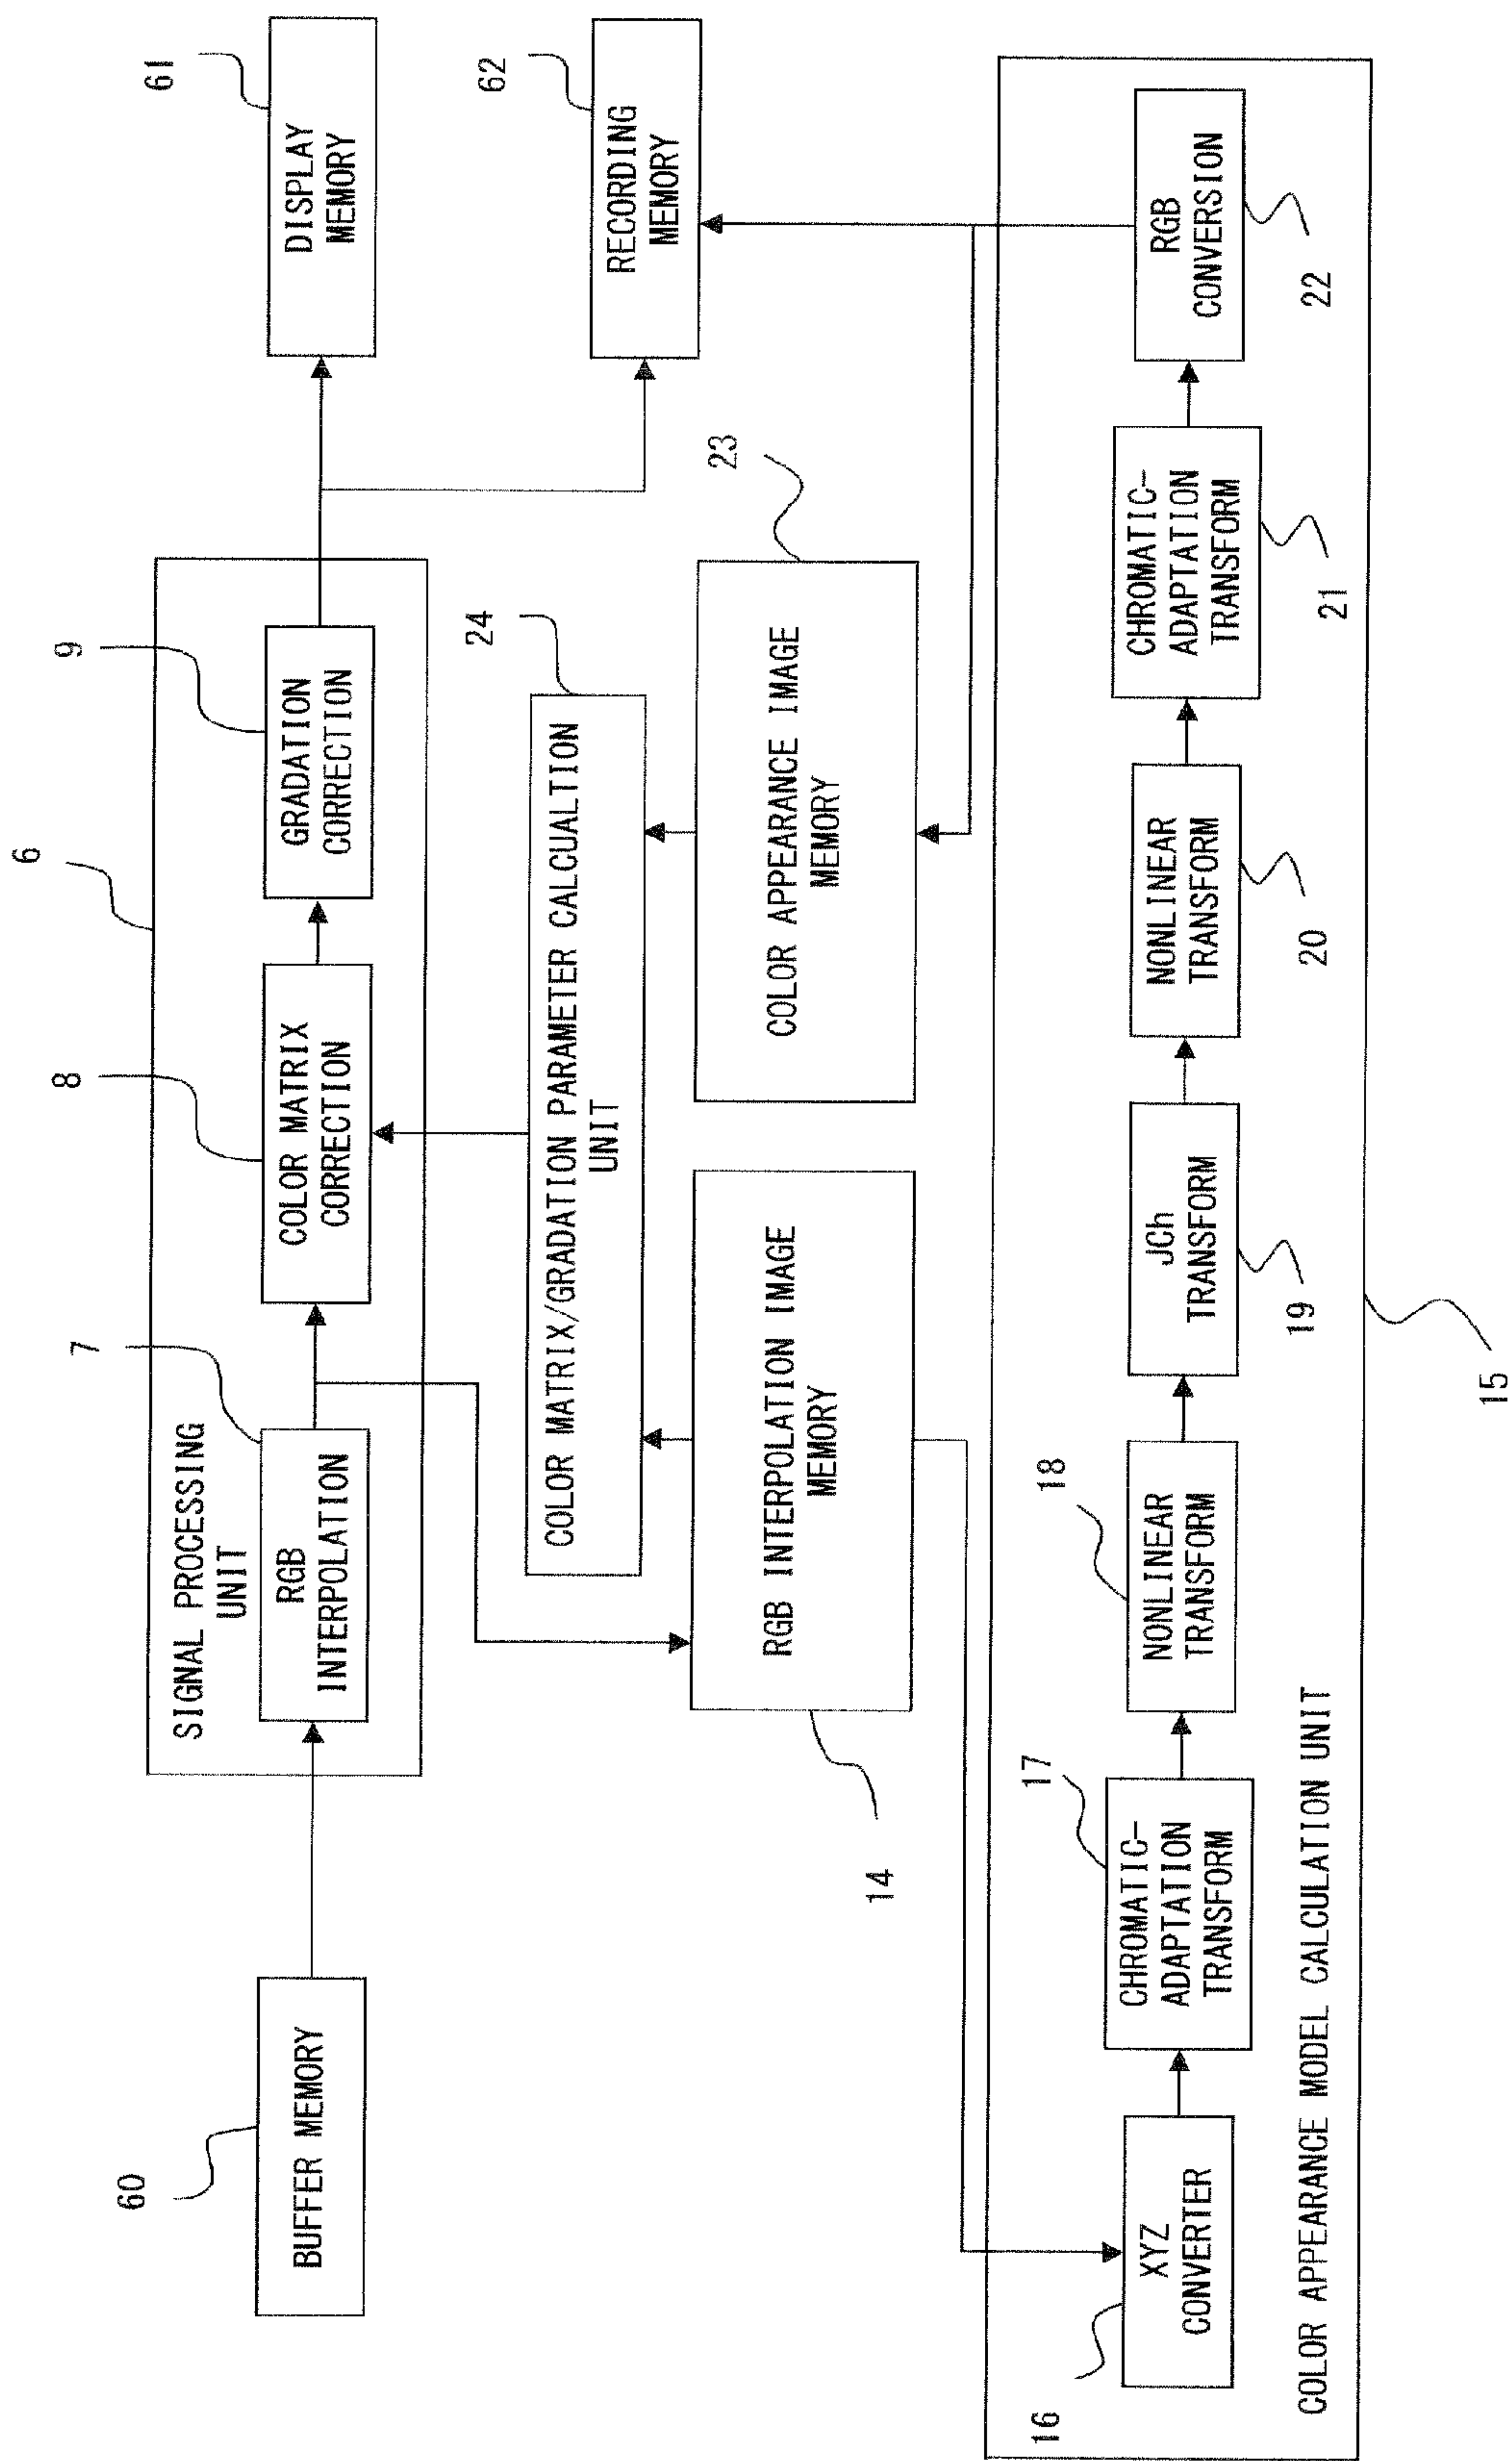 60
BUFFER MEMORY
SIGNAL PROCESSING
UNIT
6
7
RGB
INTERPOLATION
8
COLOR MATRIX
CORRECTION
9
GRADATION
CORRECTION
61
DISPLAY
MEMORY
62
RECORDING
MEMORY
24
COLOR MATRIX/GRADATION PARAMETER CALCUALTION
UNIT
14
RGB INTERPOLATION IMAGE
MEMORY
23
COLOR APPEARANCE IMAGE
MEMORY
16
XYZ
CONVERTER
17
CHROMATIC-
ADAPTATION
TRANSFORM
18
NONLINEAR
TRANSFORM
JCh
TRANSFORM
19
NONLINEAR
TRANSFORM
20
CHROMATIC-
ADAPTATION
TRANSFORM
21
RGB
CONVERSION
22
COLOR APPEARANCE MODEL CALCULATION UNIT
15